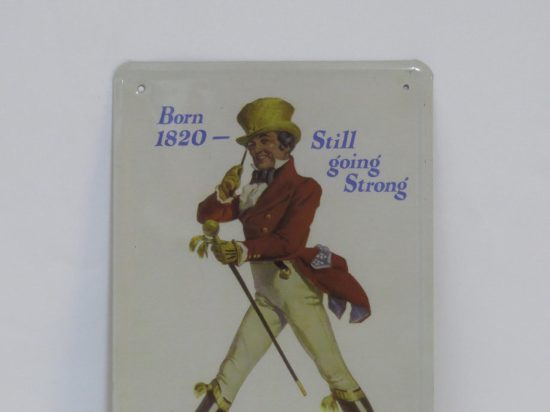 Born
1820 –
Still
going
Strong